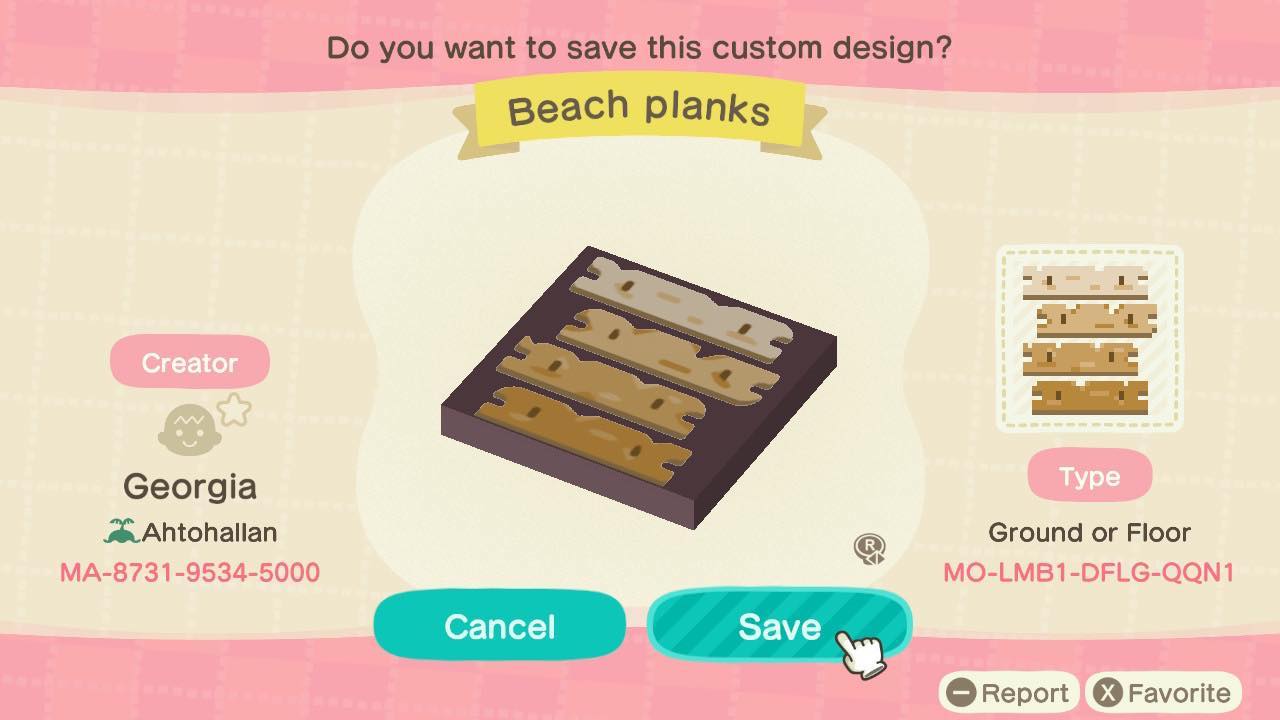 Do you want to save this custom design?
Beach planks
Creator
Georgia
Ahtohallan
MA-8731-9534-5000
Type
Ground or Floor
MO-LMB1-DFLG-QQN1
R
Cancel
Save
Report
X Favorite